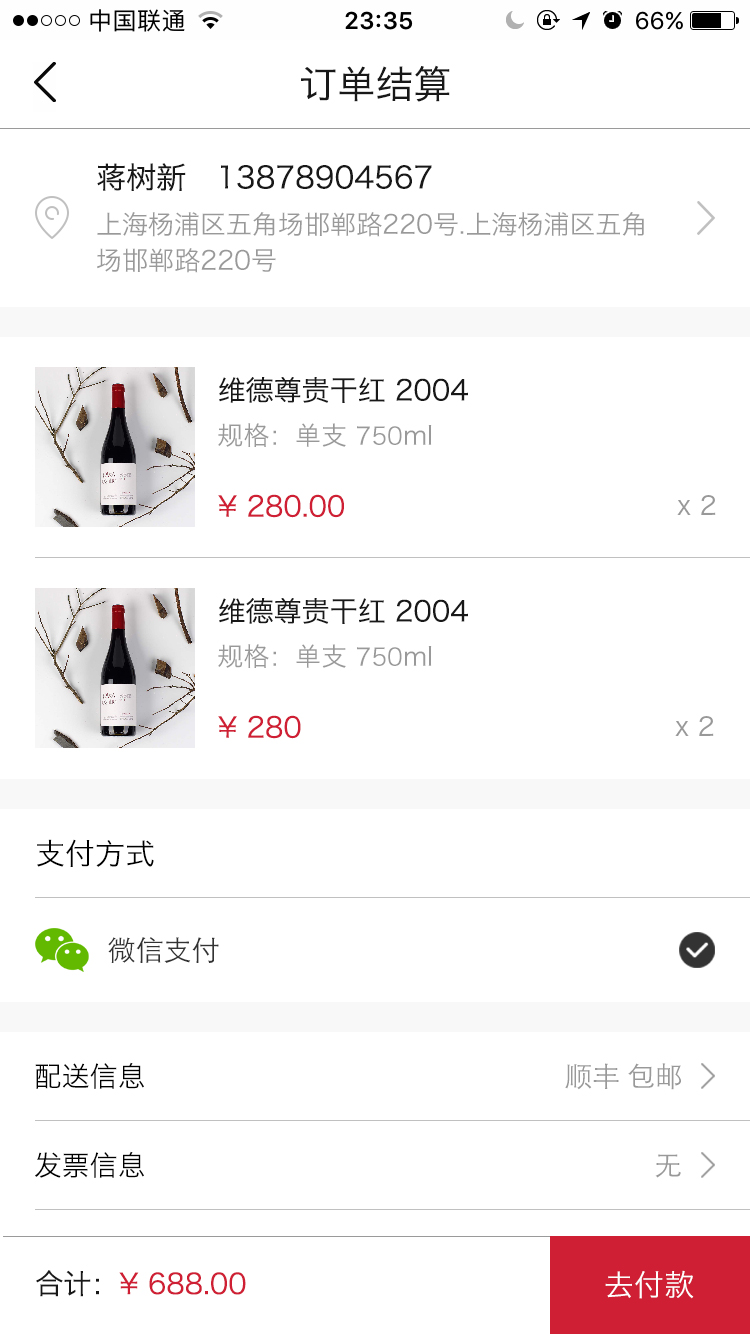 中国联通 23:35 66%
订单结算
蒋树新 13878904567
上海杨浦区五角场邯郸路220号.上海杨浦区五角
场邯郸路220号
维德尊贵干红 2004
规格：单支 750ml
¥ 280.00 x 2
维德尊贵干红 2004
规格：单支 750ml
¥ 280 x 2
支付方式
微信支付
配送信息 顺丰 包邮
发票信息 无
合计：¥ 688.00 去付款